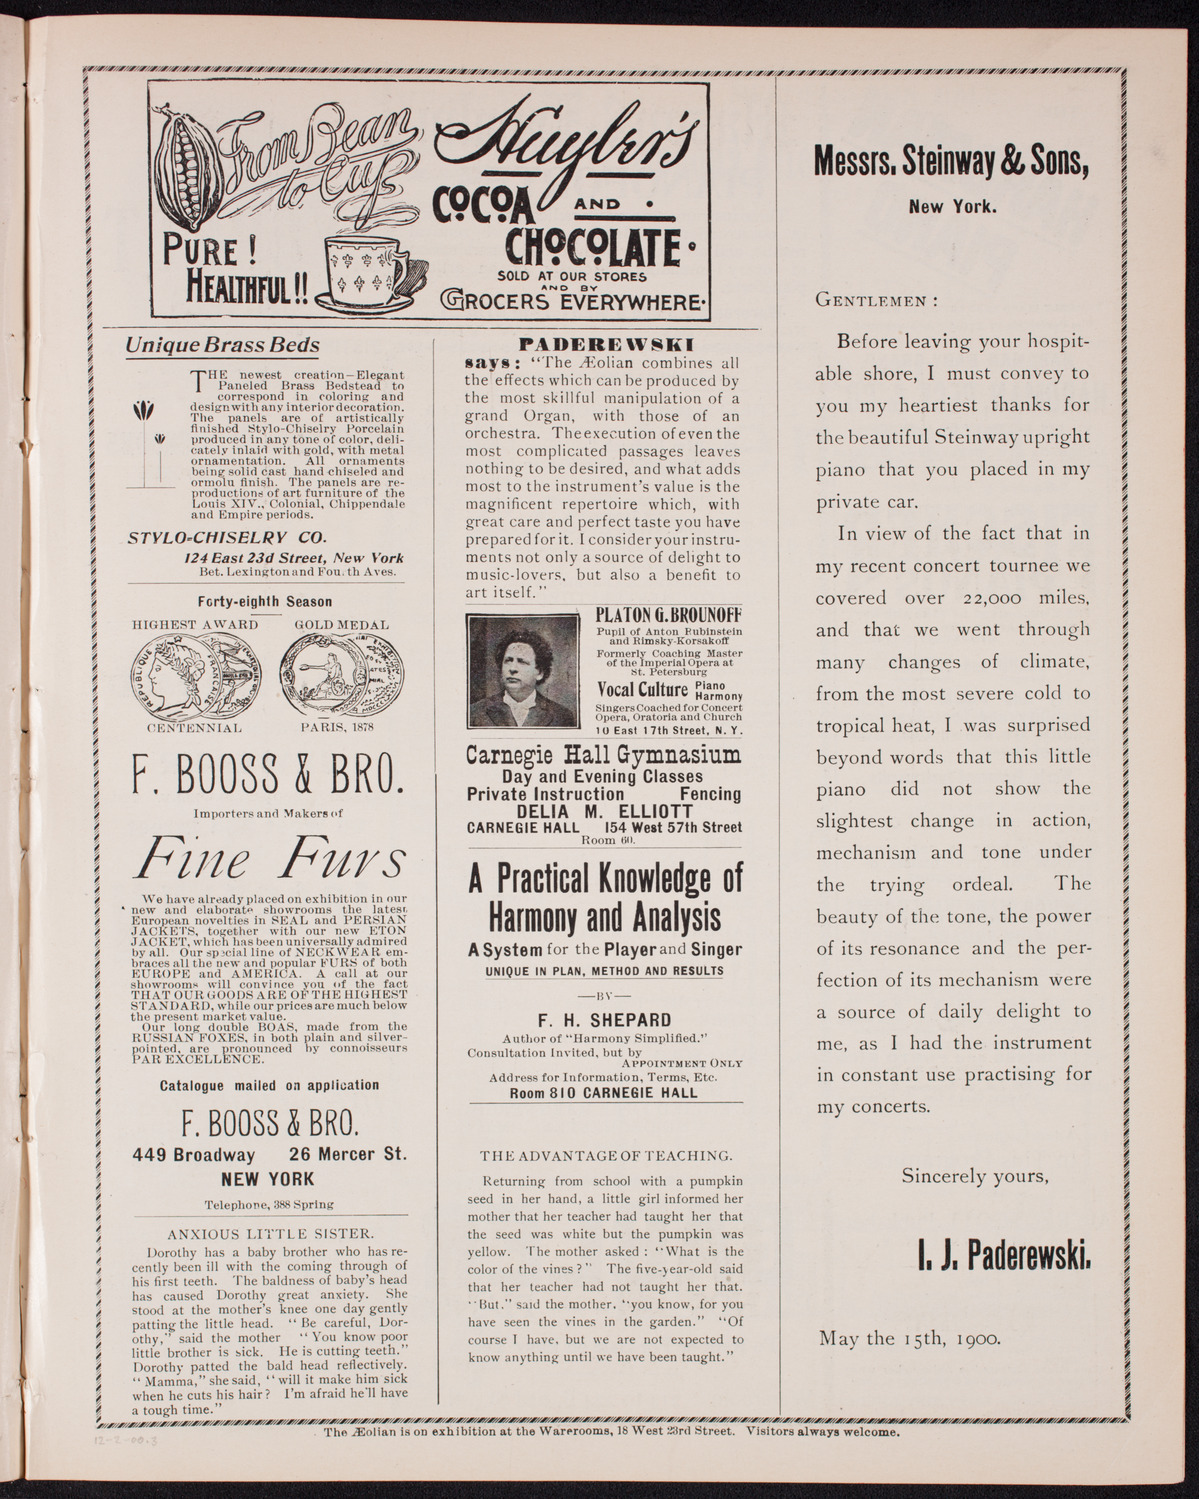 From Bean
to Cup
PURE!
HEALTHFUL!!
Huyler's
COCOA AND
CHOCOLATE
SOLD AT OUR STORES
AND BY
GROCERS EVERYWHERE
Unique Brass Beds
THE newest creation—Elegant
Paneled Brass Bedstead to
correspond in coloring and
design with any interior decoration.
The panels are of artistically
finished Stylo-Chiselry Porcelain
produced in any tone of color, deli-
cately inlaid with gold, with metal
ornamentation. All ornaments
being solid cast hand chiseled and
ormolu finish. The panels are re-
productions of art furniture of the
Louis XIV., Colonial, Chippendale
and Empire periods.
STYLO-CHISELRY CO.
124 East 23d Street, New York
Bet. Lexington and Fou.th Aves.
Forty-eighth Season
HIGHEST AWARD GOLD MEDAL
REPUBLIQUE FRANCAISE
CENTENNIAL PARIS, 1878
F. BOOSS & BRO.
Importers and Makers of
Fine Furs
We have already placed on exhibition in our
new and elaborate showrooms the latest
European novelties in SEAL and PERSIAN
JACKETS, together with our new ETON
JACKET, which has been universally admired
by all. Our special line of NECKWEAR em-
braces all the new and popular FURS of both
EUROPE and AMERICA. A call at our
showrooms will convince you of the fact
THAT OUR GOODS ARE OF THE HIGHEST
STANDARD, while our prices are much below
the present market value.
Our long double BOAS, made from the
RUSSIAN FOXES, in both plain and silver-
pointed, are pronounced by connoisseurs
PAR EXCELLENCE.
Catalogue mailed on application
F. BOOSS & BRO.
449 Broadway 26 Mercer St.
NEW YORK
Telephone, 388 Spring
ANXIOUS LITTLE SISTER.
Dorothy has a baby brother who has re-
cently been ill with the coming through of
his first teeth. The baldness of baby's head
has caused Dorothy great anxiety. She
stood at the mother's knee one day gently
patting the little head. "Be careful, Dor-
othy," said the mother "You know poor
little brother is sick. He is cutting teeth."
Dorothy patted the bald head reflectively.
"Mamma," she said, "will it make him sick
when he cuts his hair? I'm afraid he'll have
a tough time."
PADEREWSKI
says: "The Æolian combines all
the effects which can be produced by
the most skillful manipulation of a
grand Organ, with those of an
orchestra. The execution of even the
most complicated passages leaves
nothing to be desired, and what adds
most to the instrument's value is the
magnificent repertoire which, with
great care and perfect taste you have
prepared for it. I consider your instru-
ments not only a source of delight to
music-lovers, but also a benefit to
art itself."
PLATON G. BROUNOFF
Pupil of Anton Rubinstein
and Rimsky-Korsakoff
Formerly Coaching Master
of the Imperial Opera at
St. Petersburg
Vocal Culture Piano
Harmony
Singers Coached for Concert
Opera, Oratoria and Church
10 East 17th Street, N. Y.
Carnegie Hall Gymnasium
Day and Evening Classes
Private Instruction Fencing
DELIA M. ELLIOTT
CARNEGIE HALL 154 West 57th Street
Room 60.
A Practical Knowledge of
Harmony and Analysis
A System for the Player and Singer
UNIQUE IN PLAN, METHOD AND RESULTS
—BY—
F. H. SHEPARD
Author of "Harmony Simplified."
Consultation Invited, but by
APPOINTMENT ONLY
Address for Information, Terms, Etc.
Room 810 CARNEGIE HALL
THE ADVANTAGE OF TEACHING.
Returning from school with a pumpkin
seed in her hand, a little girl informed her
mother that her teacher had taught her that
the seed was white but the pumpkin was
yellow. The mother asked: "What is the
color of the vines?" The five-year-old said
that her teacher had not taught her that.
"But," said the mother, "you know, for you
have seen the vines in the garden." "Of
course I have, but we are not expected to
know anything until we have been taught."
Messrs. Steinway & Sons,
New York.
GENTLEMEN:
Before leaving your hospit-
able shore, I must convey to
you my heartiest thanks for
the beautiful Steinway upright
piano that you placed in my
private car.
In view of the fact that in
my recent concert tournee we
covered over 22,000 miles,
and that we went through
many changes of climate,
from the most severe cold to
tropical heat, I was surprised
beyond words that this little
piano did not show the
slightest change in action,
mechanism and tone under
the trying ordeal. The
beauty of the tone, the power
of its resonance and the per-
fection of its mechanism were
a source of daily delight to
me, as I had the instrument
in constant use practising for
my concerts.
Sincerely yours,
I. J. Paderewski.
May the 15th, 1900.
The Æolian is on exhibition at the Warerooms, 18 West 23rd Street. Visitors always welcome.
12-2-00.3